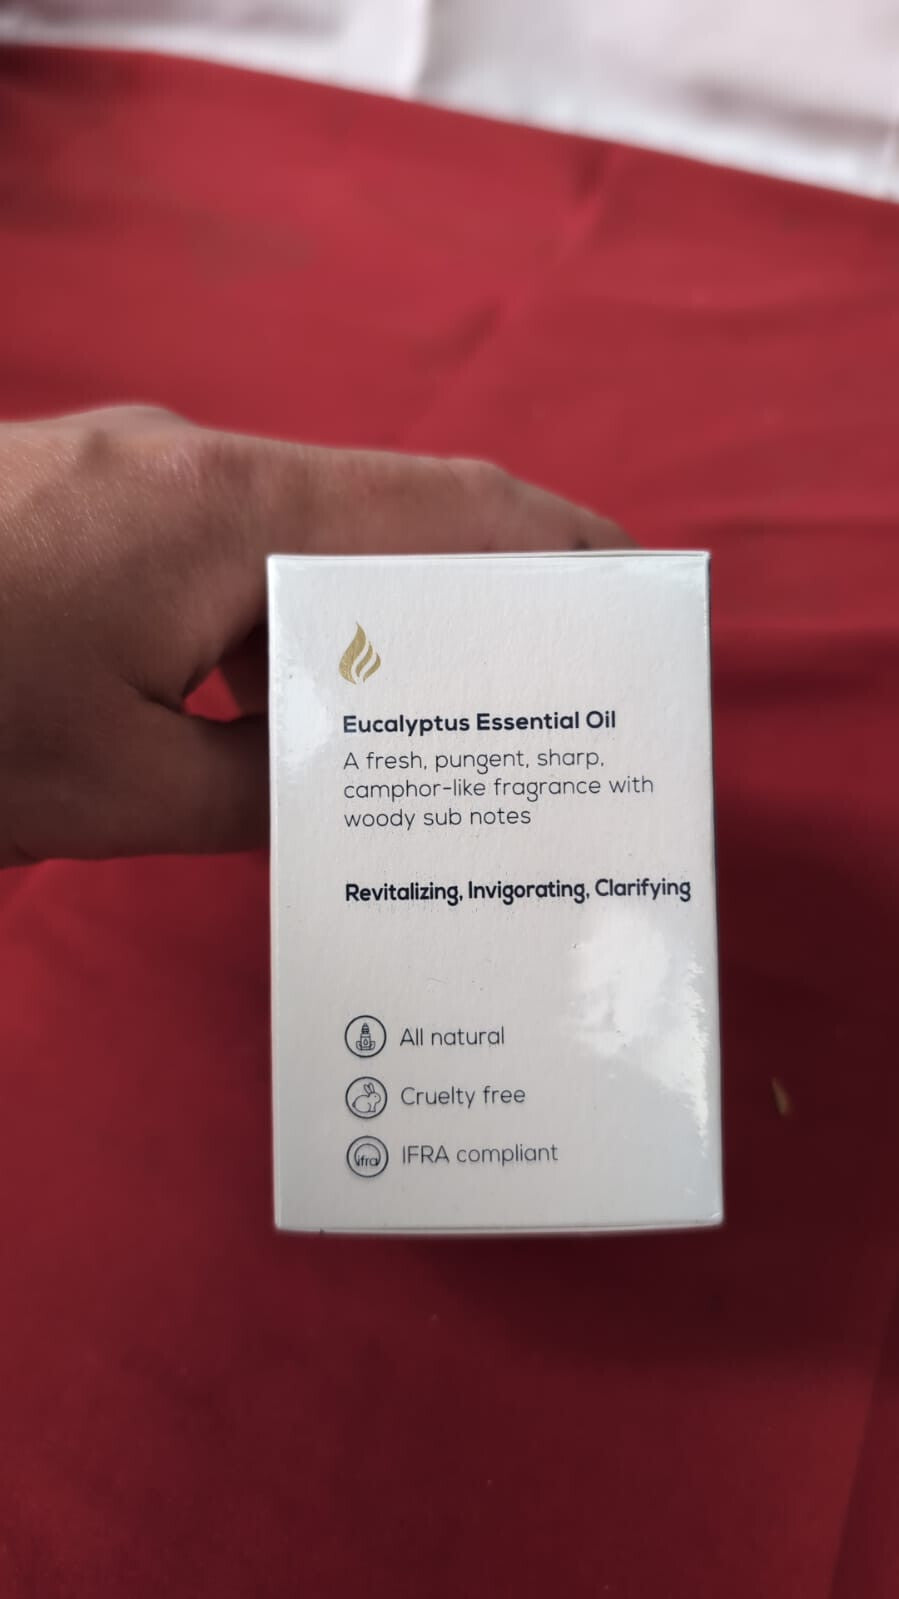 Eucalyptus Essential Oil
A fresh, pungent, sharp,
camphor-like fragrance with
woody sub notes
Revitalizing, Invigorating, Clarifying
All natural
Cruelty free
ifra IFRA compliant